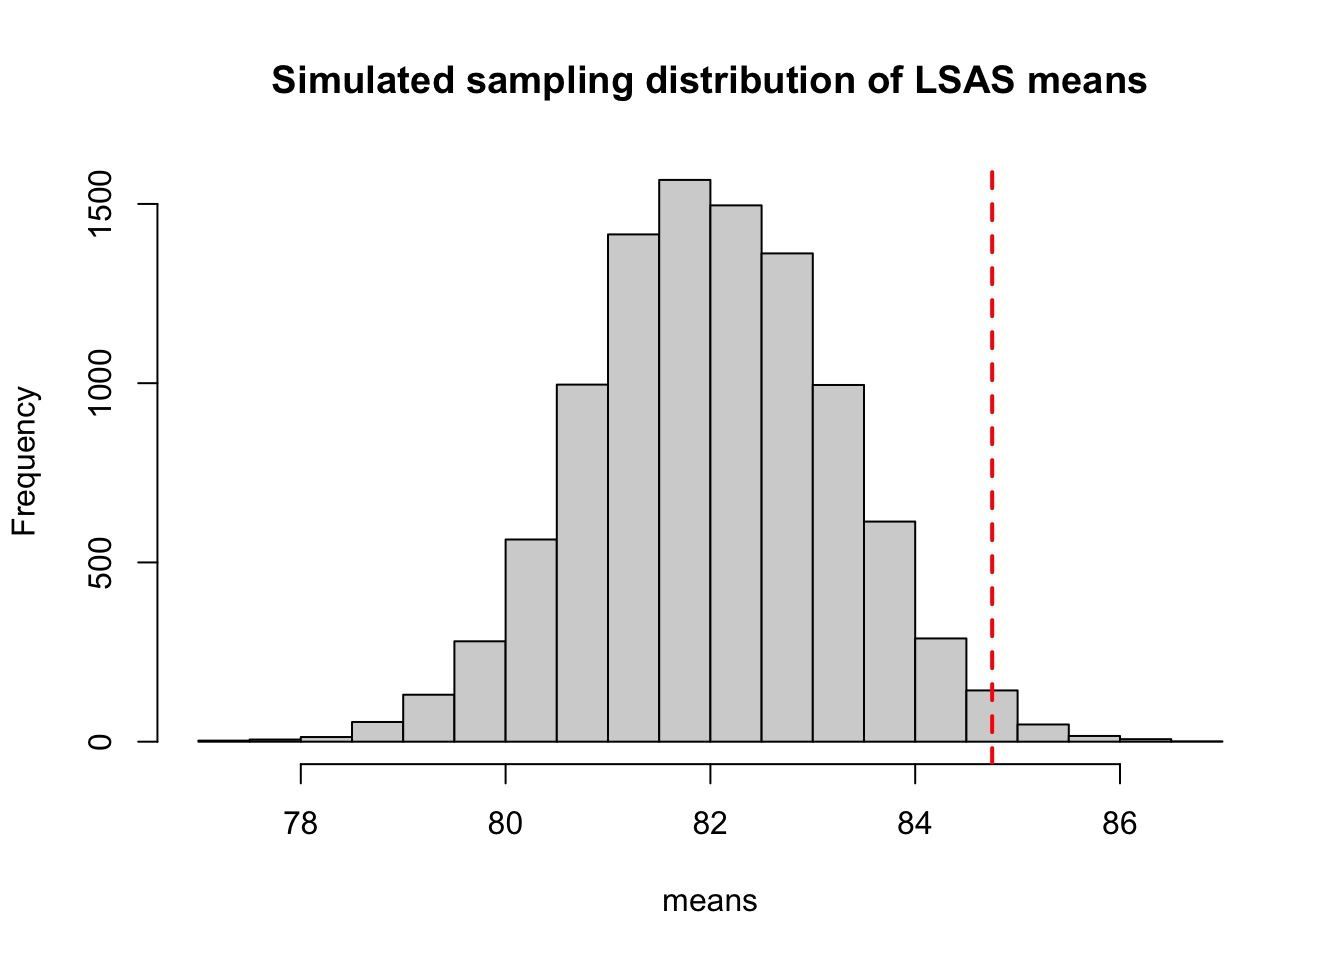 Simulated sampling distribution of LSAS means
Frequency
1500
1000
500
0
78 80 82 84 86
means